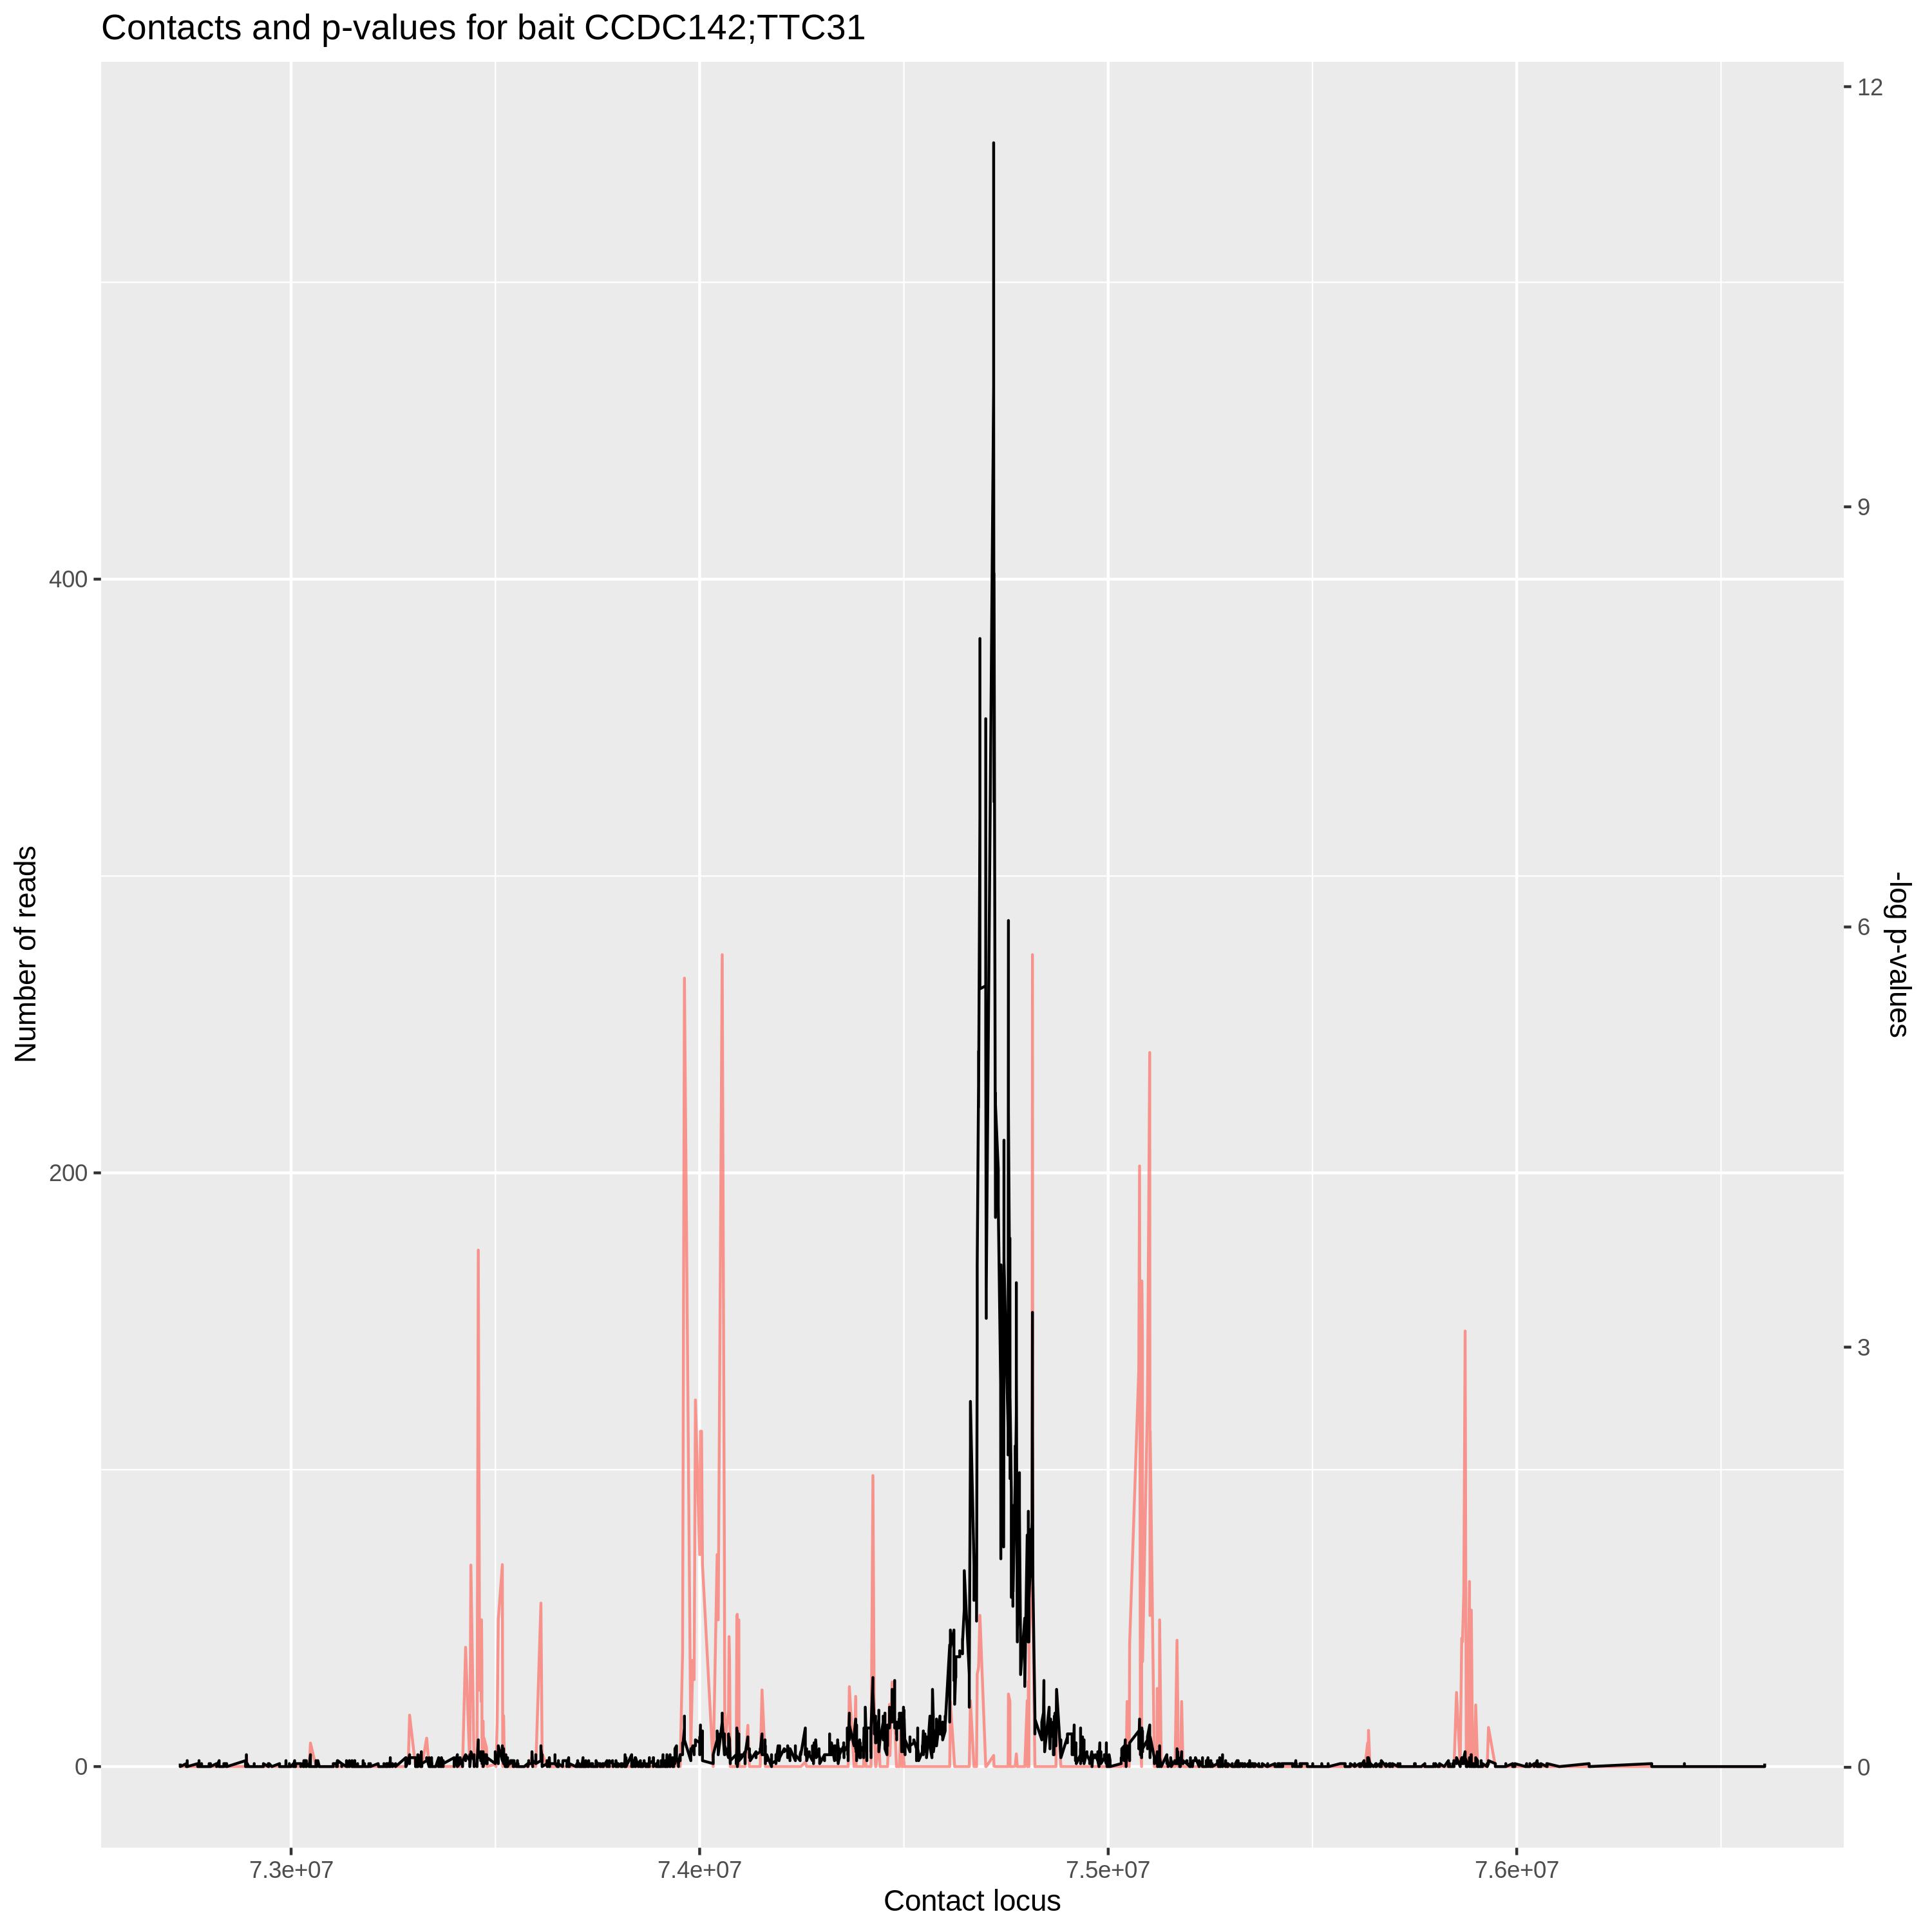 Contacts and p-values for bait CCDC142;TTC31
12
9
400
Number of reads
-log p-values
6
200
3
0
0
7.3e+07
7.4e+07
7.5e+07
7.6e+07
Contact locus